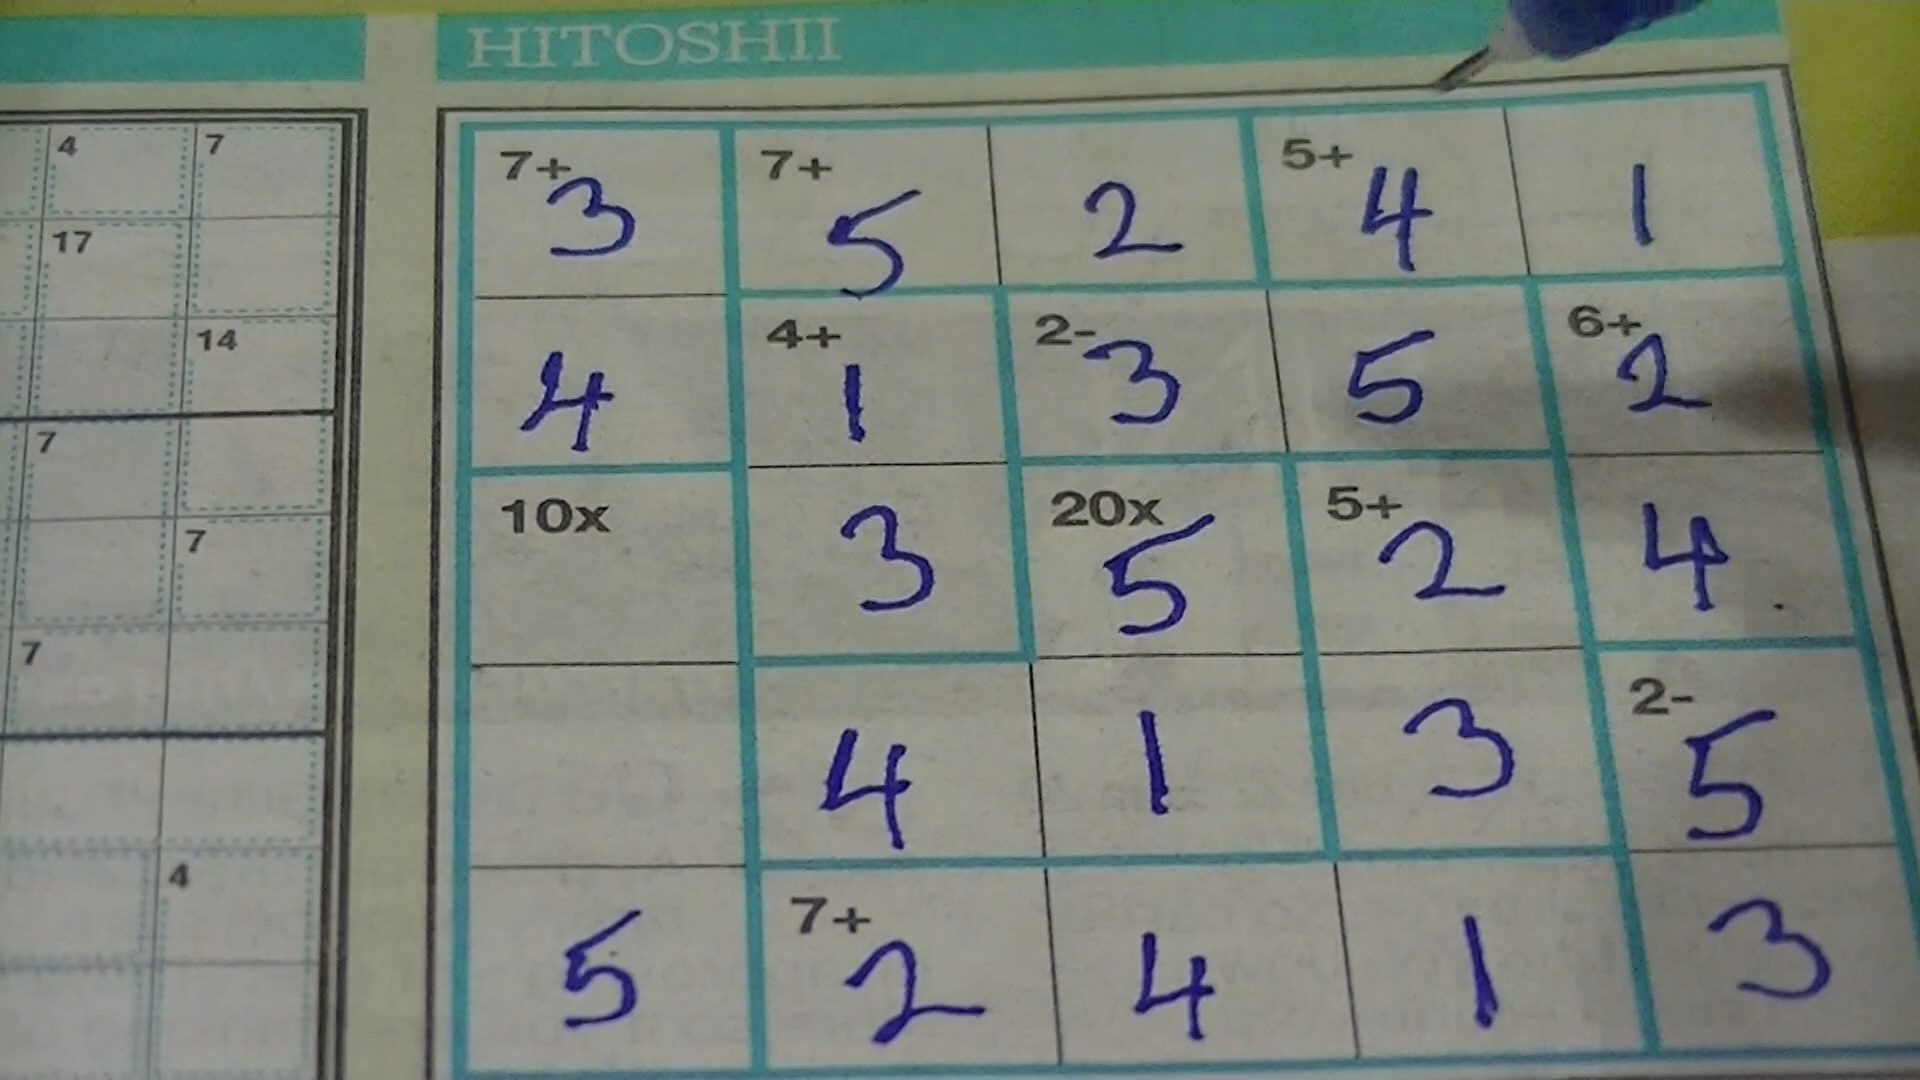 HITOSHII
4 7
7+ 3 7+ 5 2 5+ 4 1
17
4 4+ 1 2- 3 5 6+ 2
14
7
10x 3 20x 5 5+ 2 4
7
7
4 1 3 2- 5
4
5 7+ 2 4 1 3